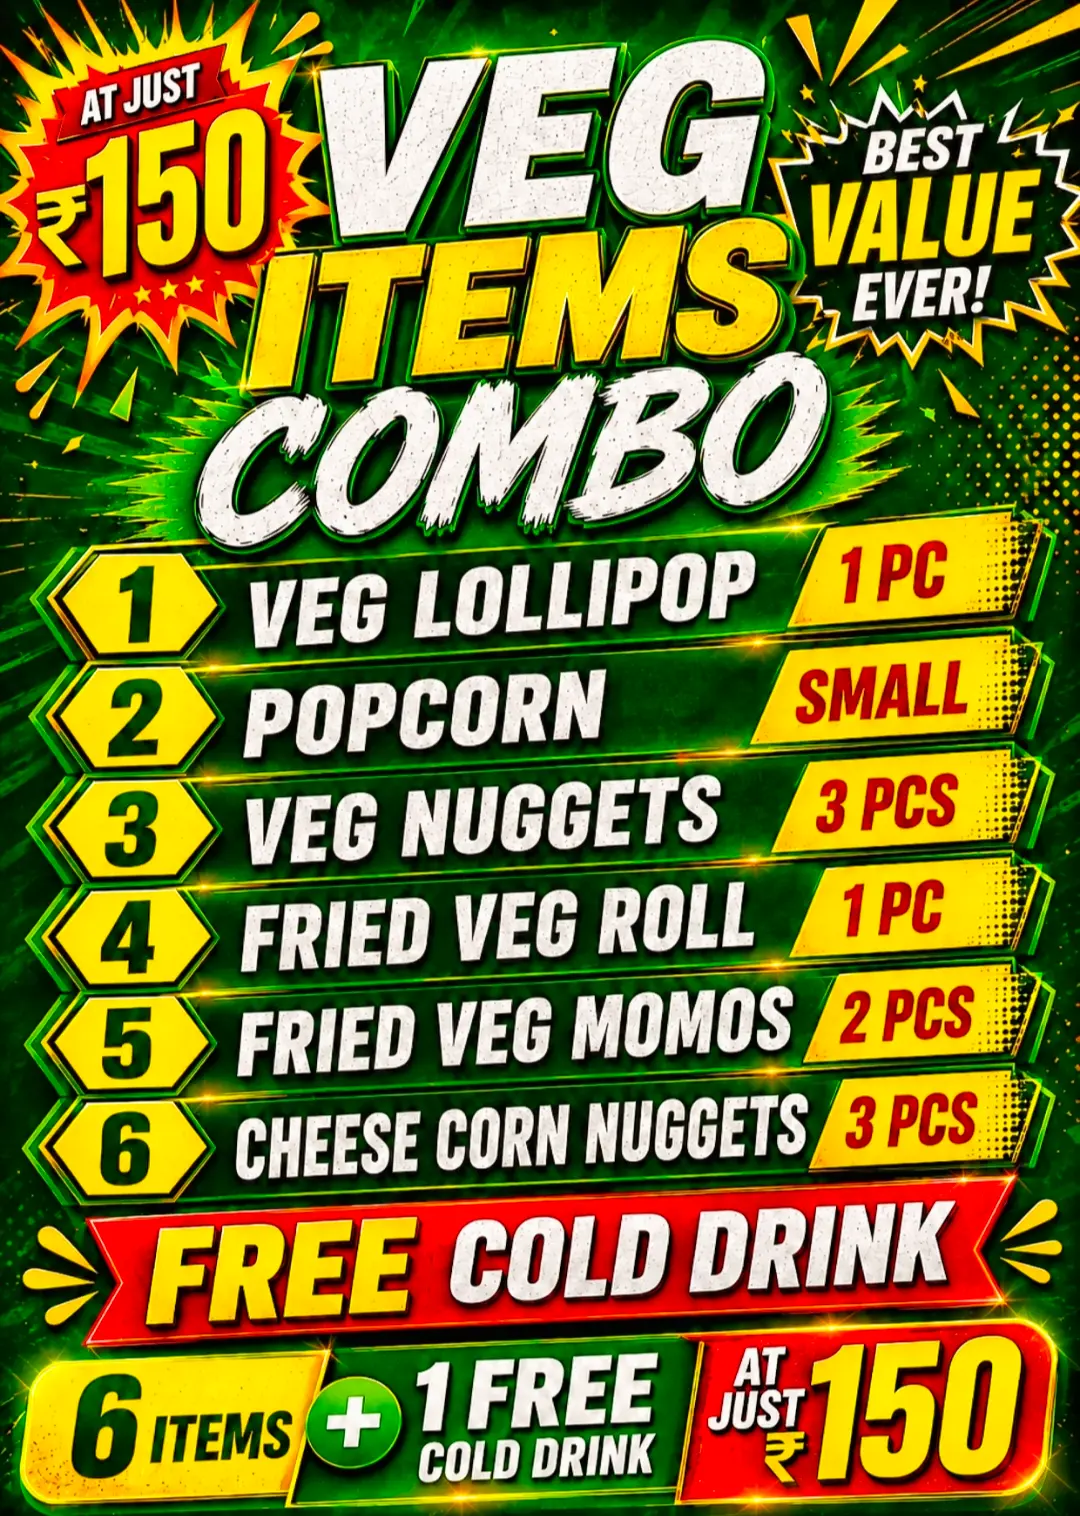 AT JUST
₹150
VEG
ITEMS
COMBO
BEST
VALUE
EVER!
1 VEG LOLLIPOP 1 PC
2 POPCORN SMALL
3 VEG NUGGETS 3 PCS
4 FRIED VEG ROLL 1 PC
5 FRIED VEG MOMOS 2 PCS
6 CHEESE CORN NUGGETS 3 PCS
FREE COLD DRINK
6 ITEMS
+
1 FREE
COLD DRINK
AT
JUST
₹150